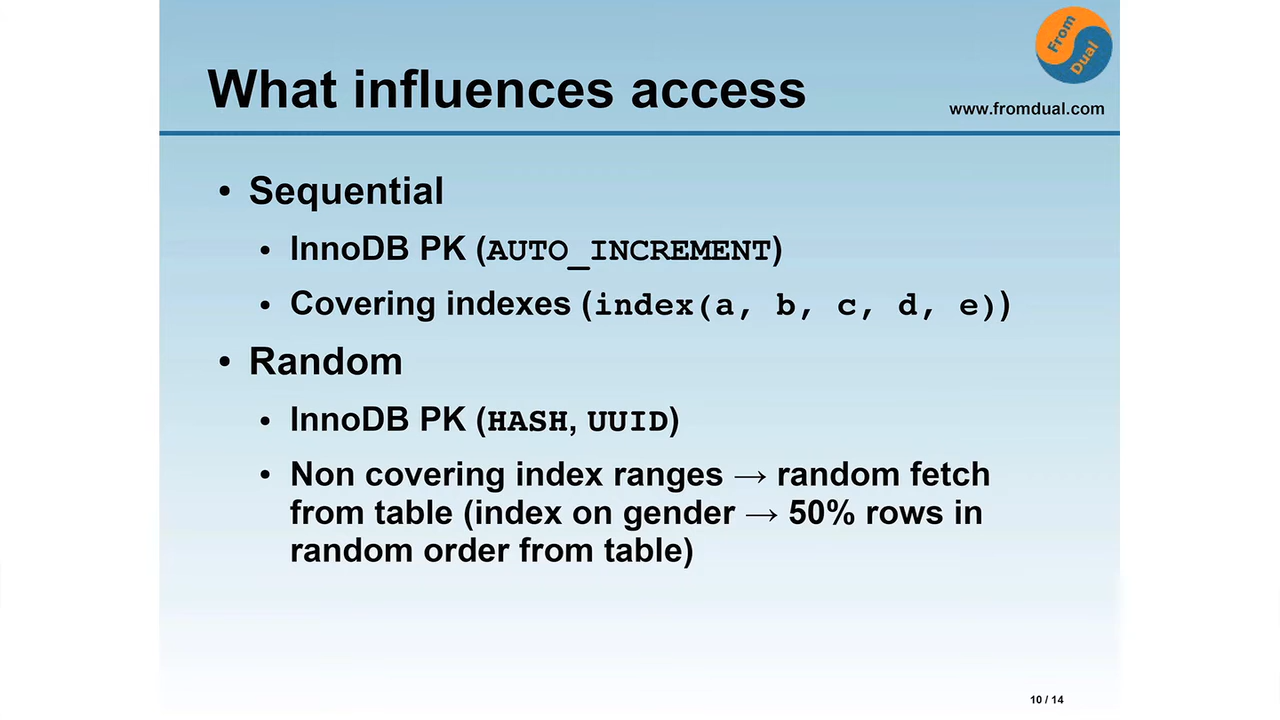 From
Dual
What influences access
www.fromdual.com
• Sequential
• InnoDB PK (AUTO_INCREMENT)
• Covering indexes (index(a, b, c, d, e))
• Random
• InnoDB PK (HASH, UUID)
• Non covering index ranges → random fetch
from table (index on gender → 50% rows in
random order from table)
10 / 14